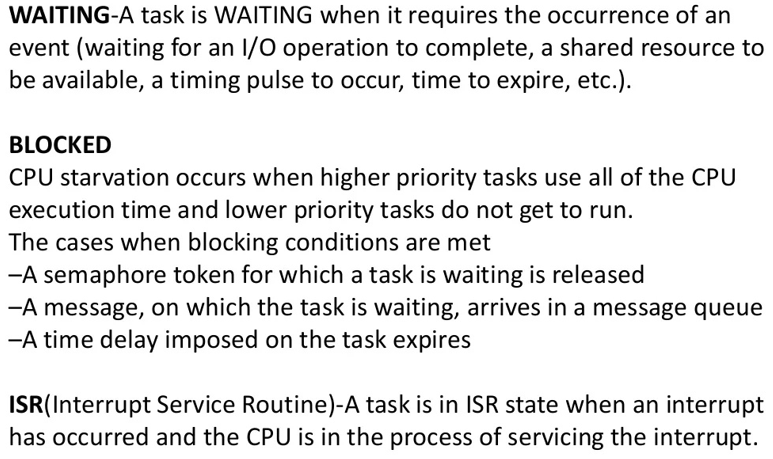 WAITING-A task is WAITING when it requires the occurrence of an
event (waiting for an I/O operation to complete, a shared resource to
be available, a timing pulse to occur, time to expire, etc.).
BLOCKED
CPU starvation occurs when higher priority tasks use all of the CPU
execution time and lower priority tasks do not get to run.
The cases when blocking conditions are met
–A semaphore token for which a task is waiting is released
–A message, on which the task is waiting, arrives in a message queue
–A time delay imposed on the task expires
ISR(Interrupt Service Routine)-A task is in ISR state when an interrupt
has occurred and the CPU is in the process of servicing the interrupt.